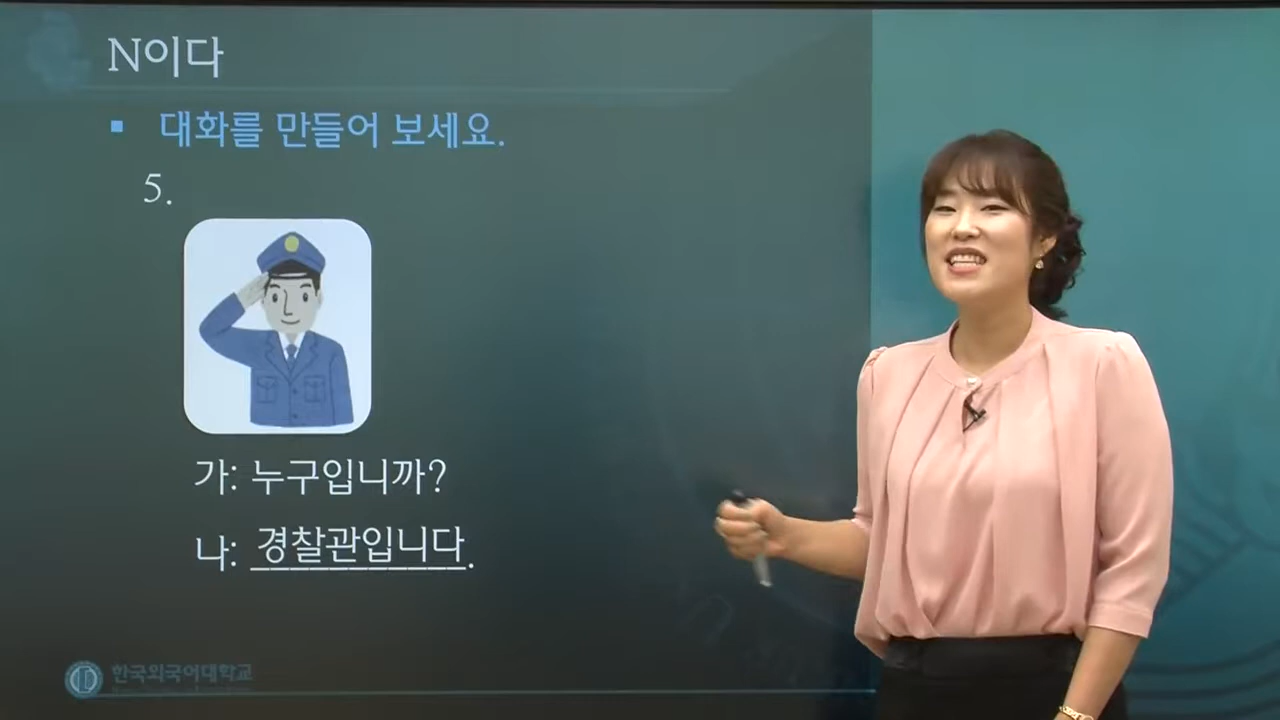 N이다
▪ 대화를 만들어 보세요.
5.
가: 누구입니까?
나: 경찰관입니다.
한국외국어대학교